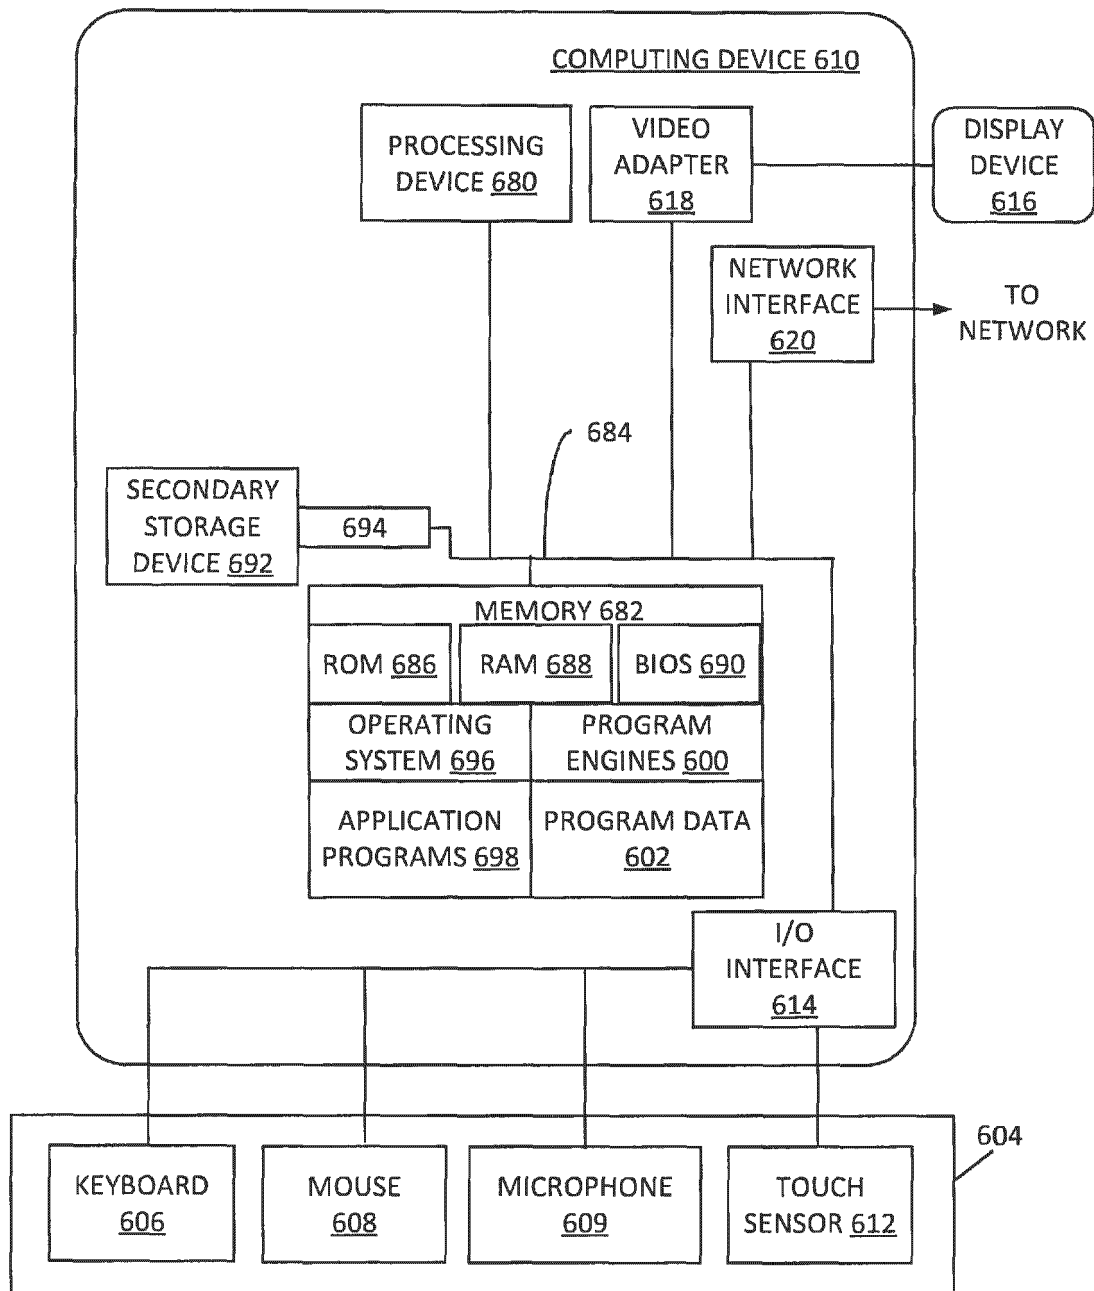 COMPUTING DEVICE 610
PROCESSING
DEVICE 680
VIDEO
ADAPTER
618
DISPLAY
DEVICE
616
NETWORK
INTERFACE
620
TO
NETWORK
684
SECONDARY
STORAGE
DEVICE 692
694
MEMORY 682
ROM 686
RAM 688
BIOS 690
OPERATING
SYSTEM 696
PROGRAM
ENGINES 600
APPLICATION
PROGRAMS 698
PROGRAM DATA
602
I/O
INTERFACE
614
604
KEYBOARD
606
MOUSE
608
MICROPHONE
609
TOUCH
SENSOR 612